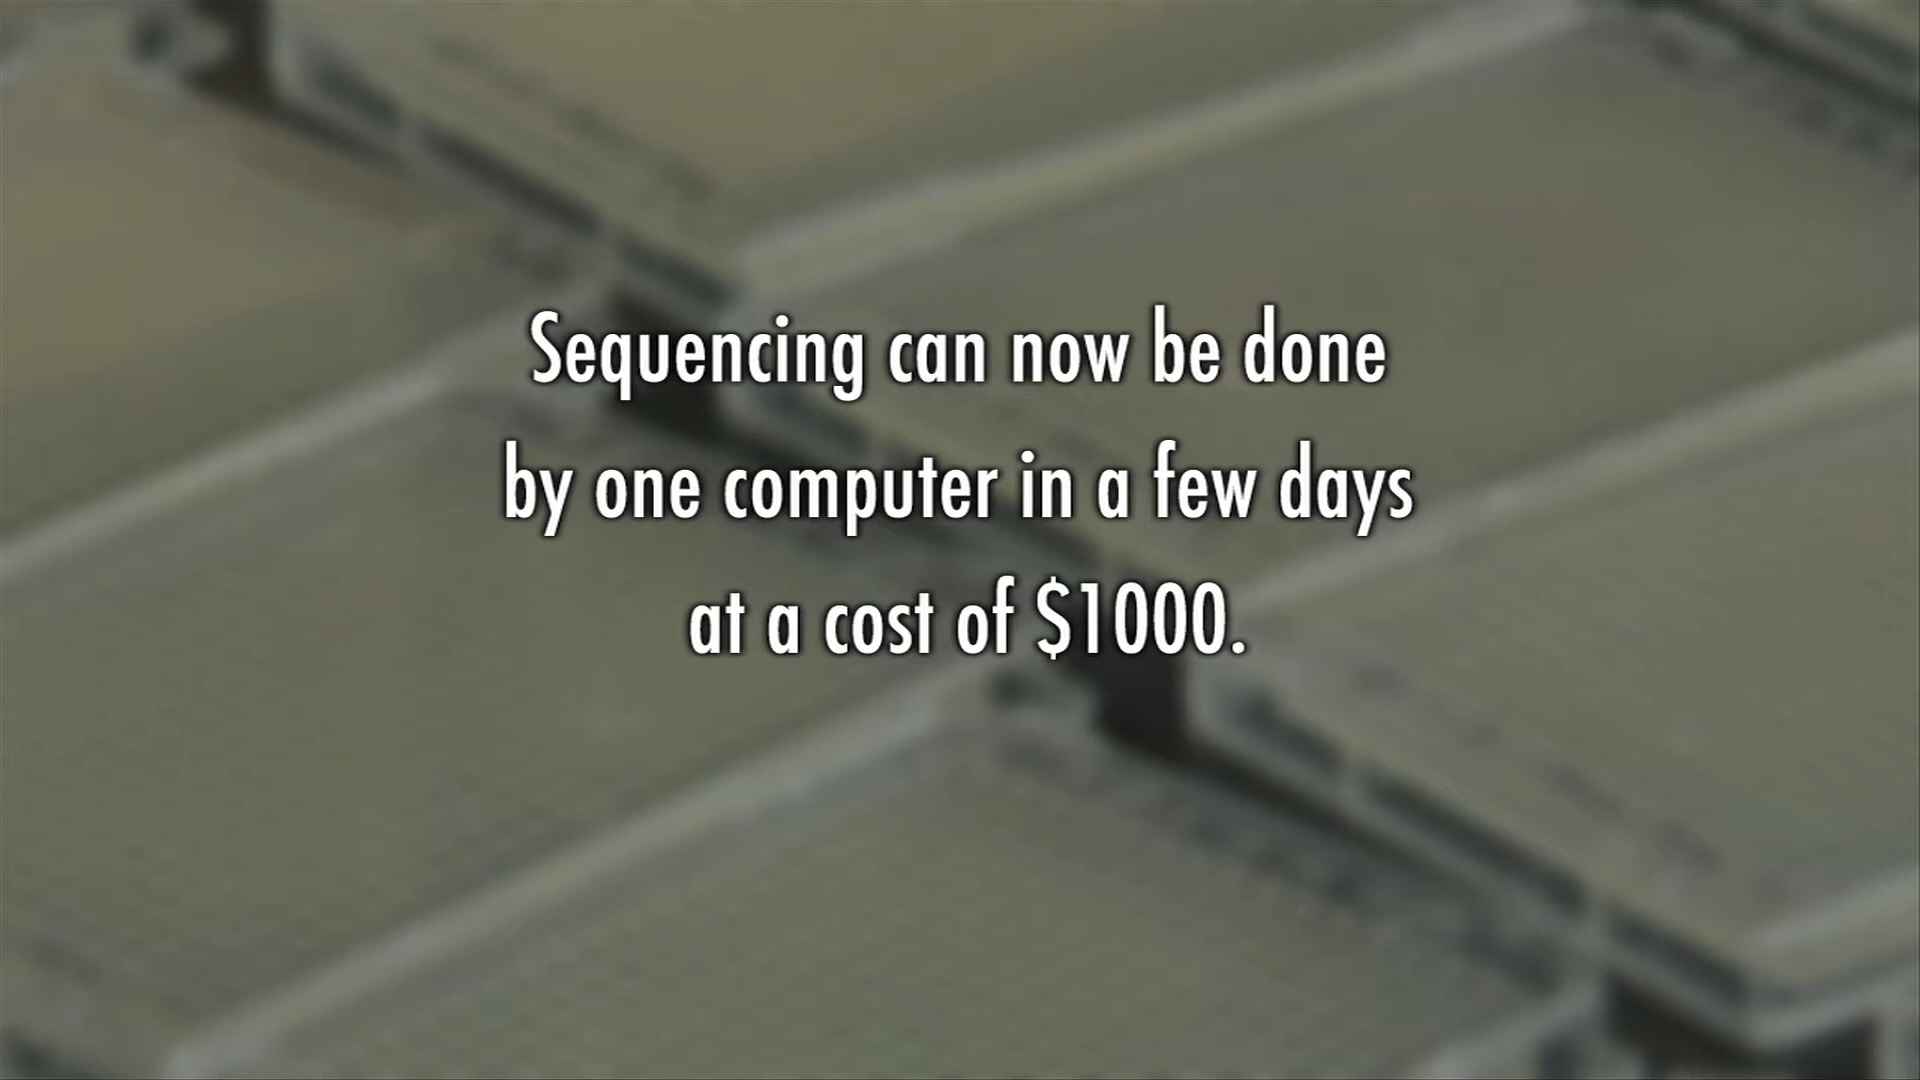 Sequencing can now be done
by one computer in a few days
at a cost of $1000.